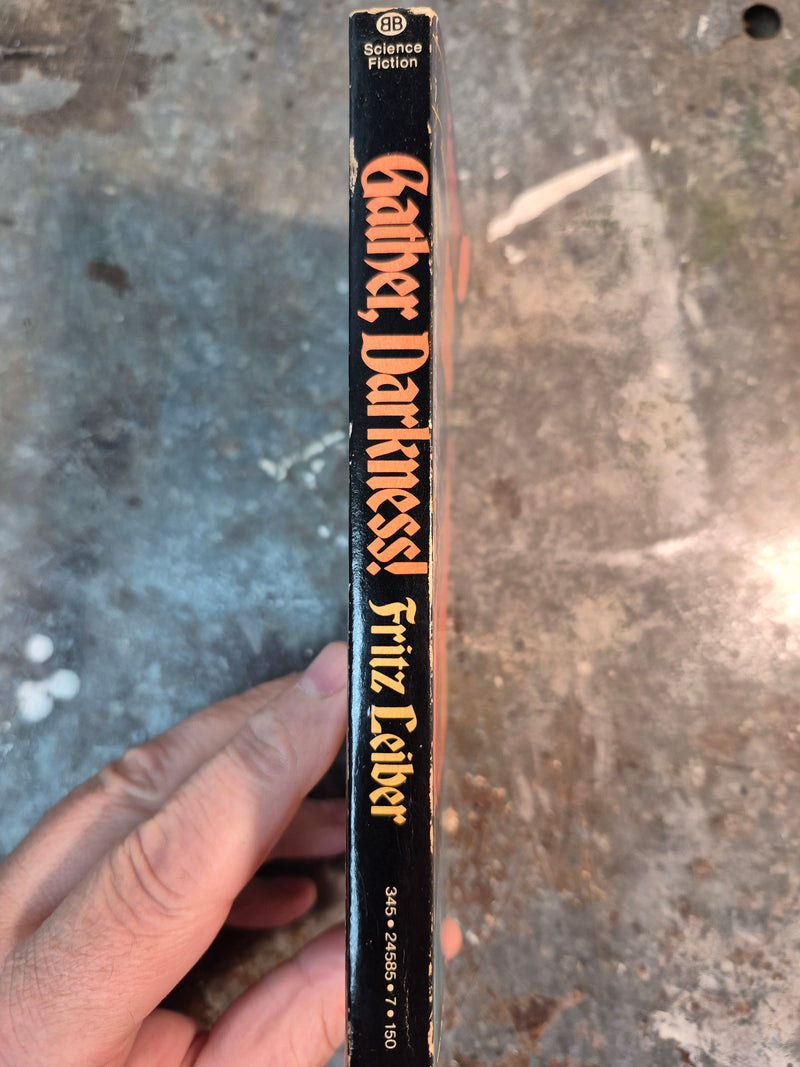 BB
Science
Fiction
Gather, Darkness!
Fritz Leiber
345 • 24585 • 7 • 150